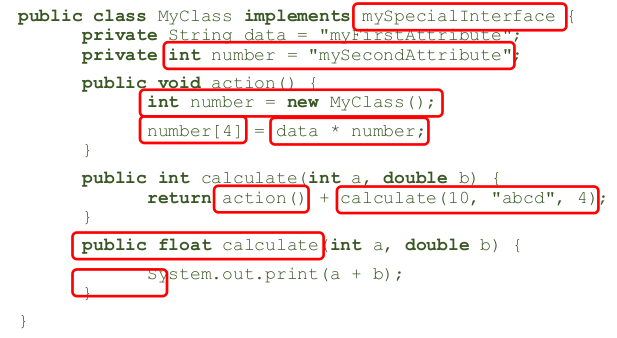 public class MyClass implements mySpecialInterface {
private String data = "myFirstAttribute";
private int number = "mySecondAttribute";
public void action() {
int number = new MyClass();
number[4] = data * number;
}
public int calculate(int a, double b) {
return action() + calculate(10, "abcd", 4);
}
public float calculate(int a, double b) {
System.out.print(a + b);
}
}